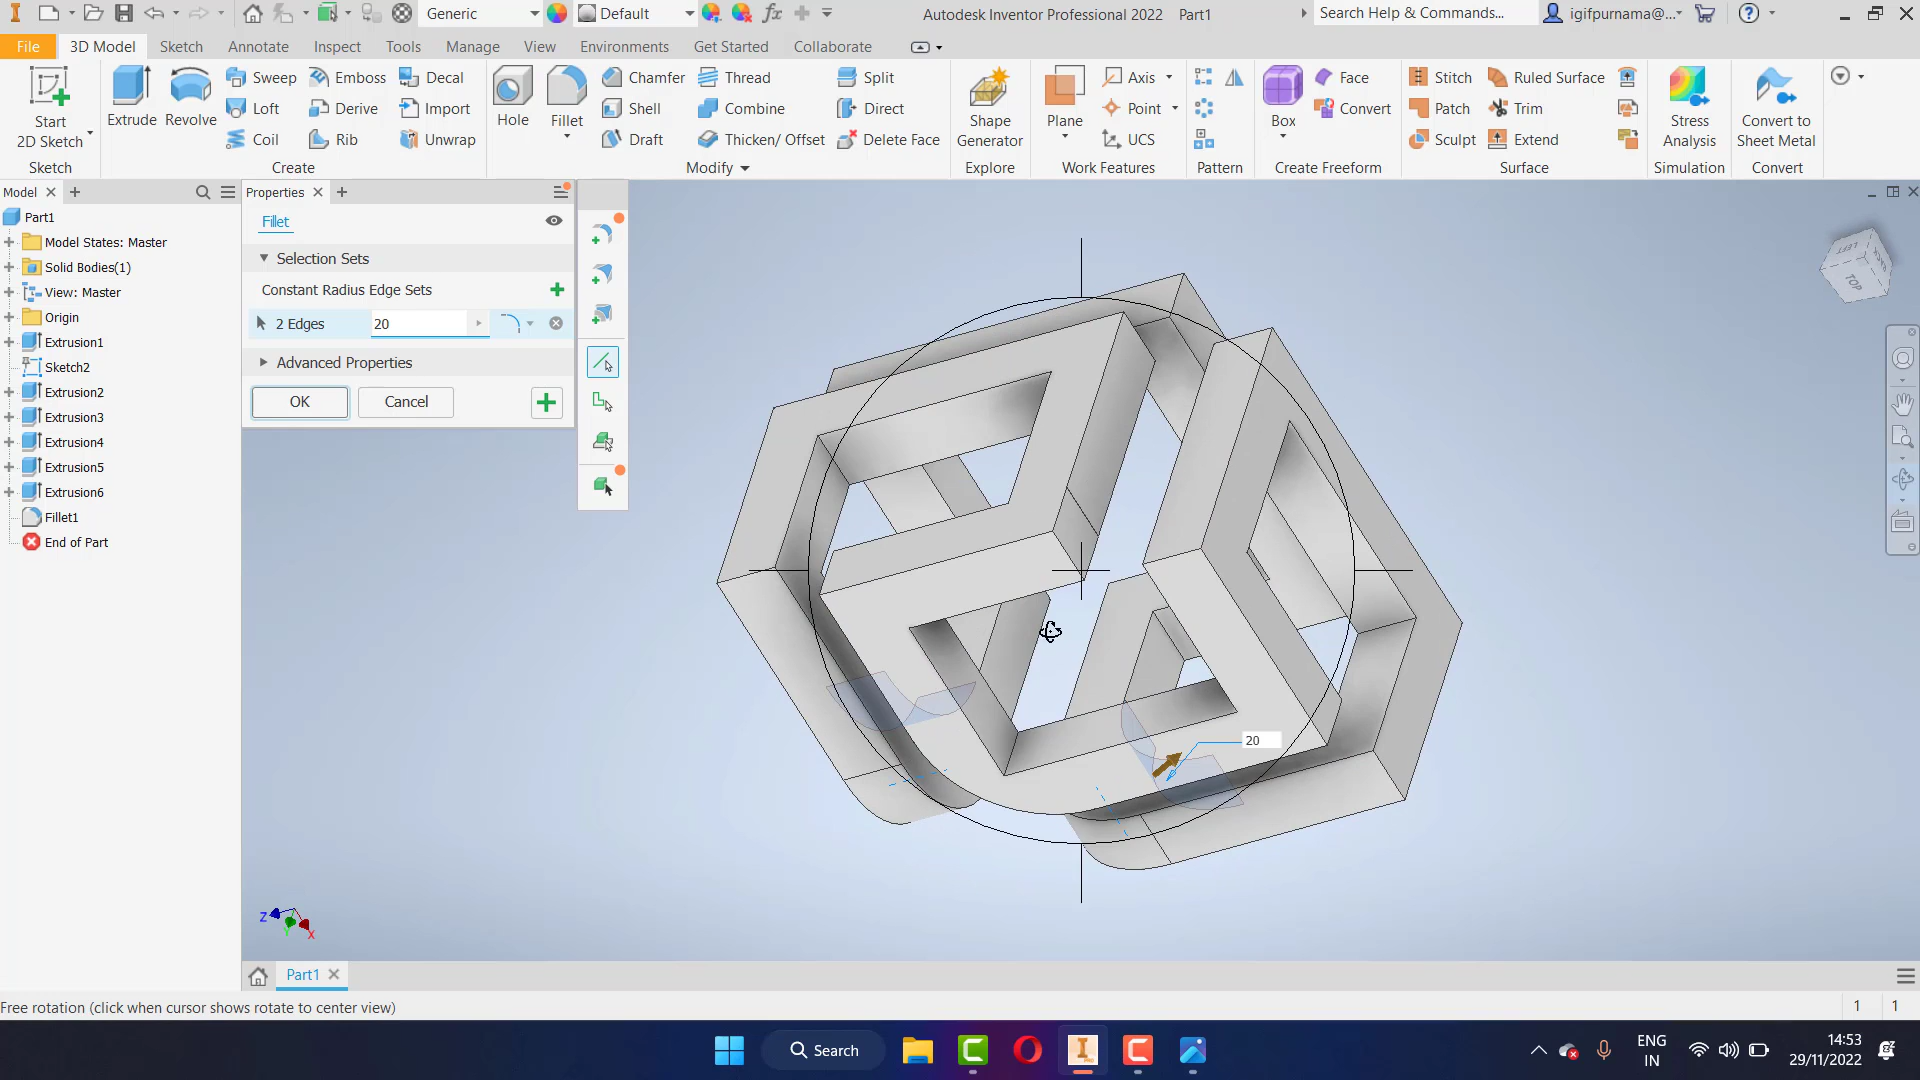 Generic
Default
Autodesk Inventor Professional 2022 Part1
Search Help & Commands...
igifpurnama@...
File
3D Model
Sketch
Annotate
Inspect
Tools
Manage
View
Environments
Get Started
Collaborate
Start
2D Sketch
Extrude
Revolve
Sweep
Emboss
Decal
Loft
Derive
Import
Coil
Rib
Unwrap
Hole
Fillet
Chamfer
Thread
Split
Shell
Combine
Direct
Draft
Thicken/ Offset
Delete Face
Shape
Generator
Plane
Axis
Point
UCS
Box
Face
Convert
Stitch
Ruled Surface
Patch
Trim
Sculpt
Extend
Stress
Analysis
Convert to
Sheet Metal
Sketch
Create
Modify
Explore
Work Features
Pattern
Create Freeform
Surface
Simulation
Convert
Model
Part1
Model States: Master
Solid Bodies(1)
View: Master
Origin
Extrusion1
Sketch2
Extrusion2
Extrusion3
Extrusion4
Extrusion5
Extrusion6
Fillet1
End of Part
Properties
Fillet
Selection Sets
Constant Radius Edge Sets
2 Edges
20
Advanced Properties
OK
Cancel
20
LEFT
TOP
Z
Y
X
Part1
Free rotation (click when cursor shows rotate to center view)
1
1
Search
ENG
IN
14:53
29/11/2022